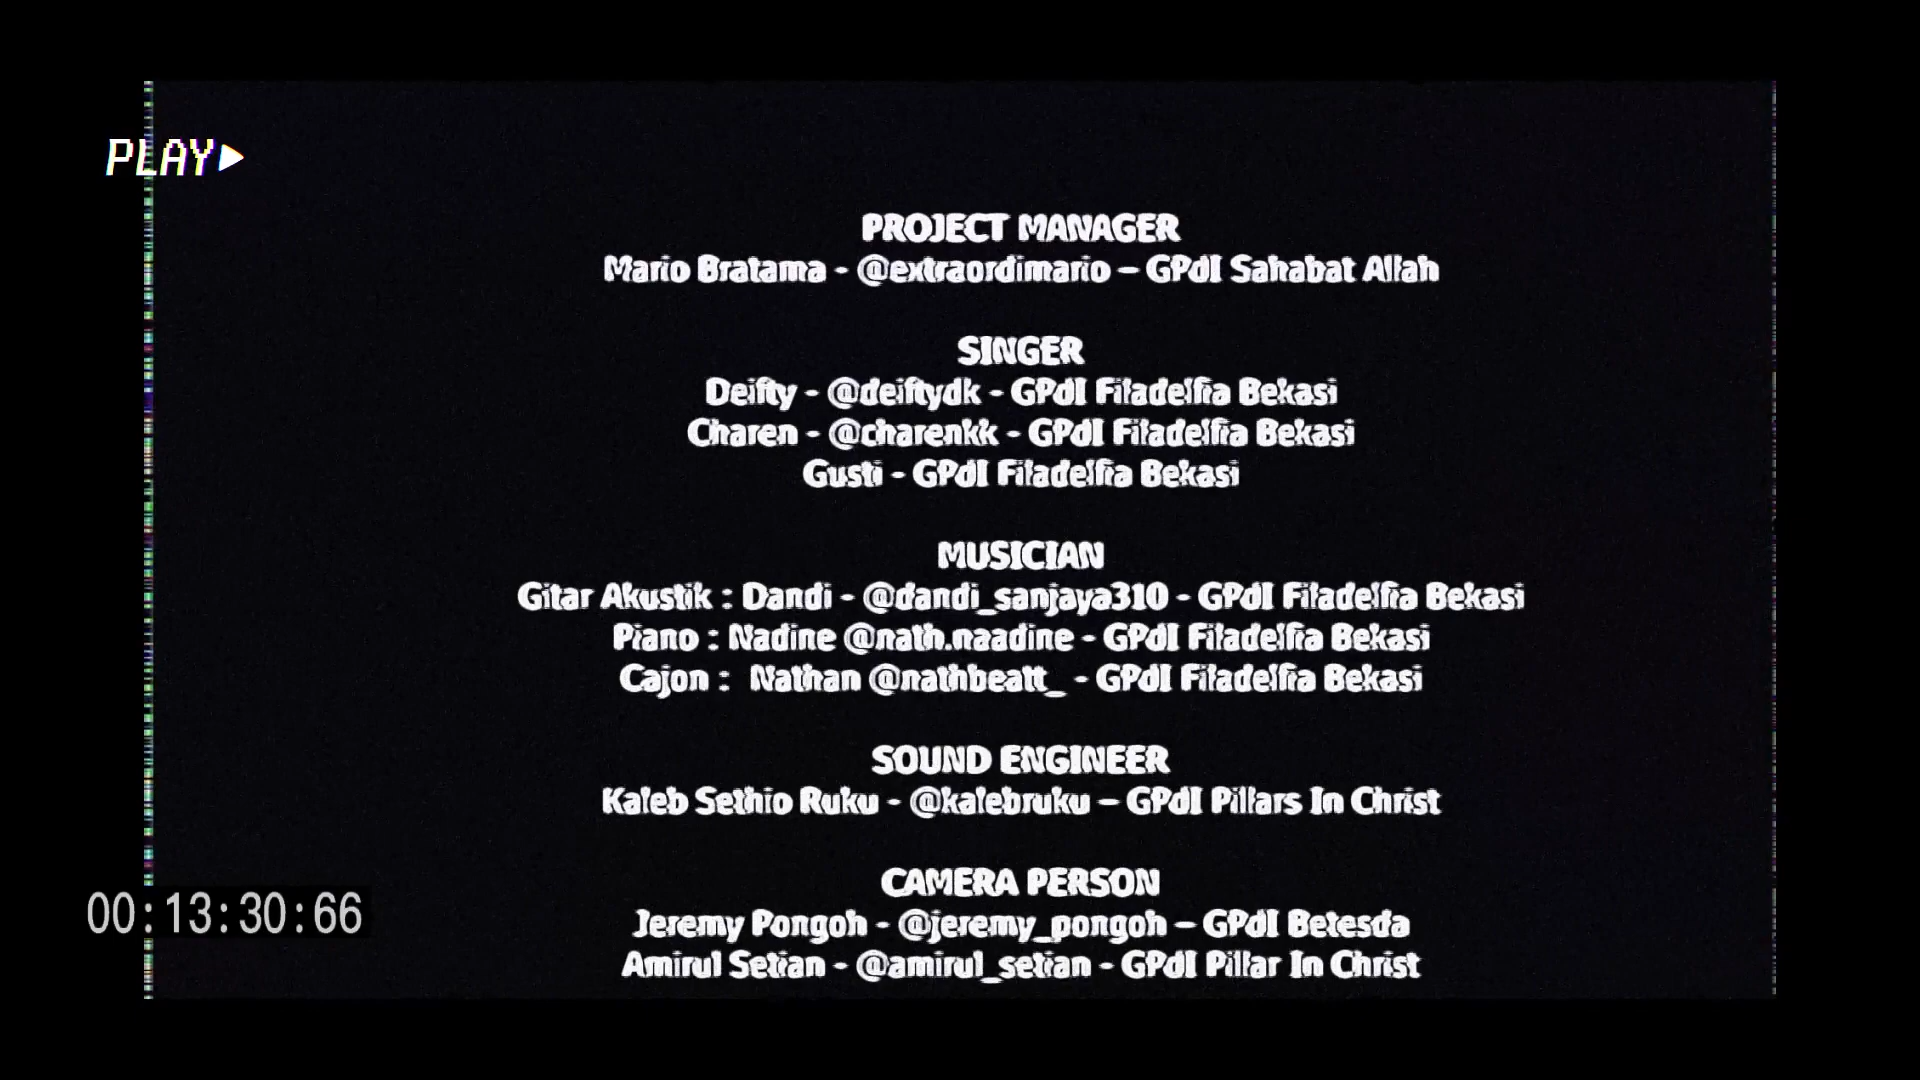 PLAY
PROJECT MANAGER
Mario Bratama - @extraordimario – GPdI Sahabat Allah
SINGER
Deifty - @deiftydk - GPdI Filadelfia Bekasi
Charen - @charenkk - GPdI Filadelfia Bekasi
Gusti - GPdI Filadelfia Bekasi
MUSICIAN
Gitar Akustik : Dandi - @dandi_sanjaya310 - GPdI Filadelfia Bekasi
Piano : Nadine @nath.naadine - GPdI Filadelfia Bekasi
Cajon : Nathan @nathbeatt_ - GPdI Filadelfia Bekasi
SOUND ENGINEER
Kaleb Sethio Ruku - @kalebruku – GPdI Pillars In Christ
CAMERA PERSON
00:13:30:66
Jeremy Pongoh - @jeremy_pongoh – GPdI Betesda
Amirul Setian - @amirul_setian - GPdI Pillar In Christ